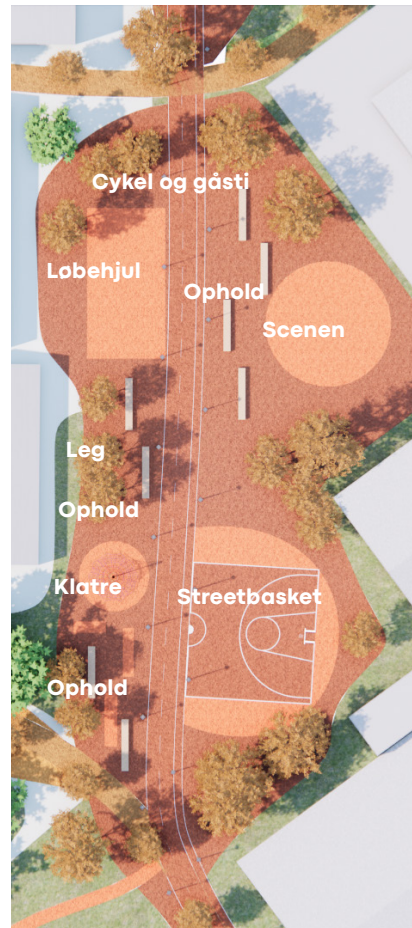 Cykel og gåsti
Løbehjul
Ophold
Scenen
Leg
Ophold
Klatre
Streetbasket
Ophold